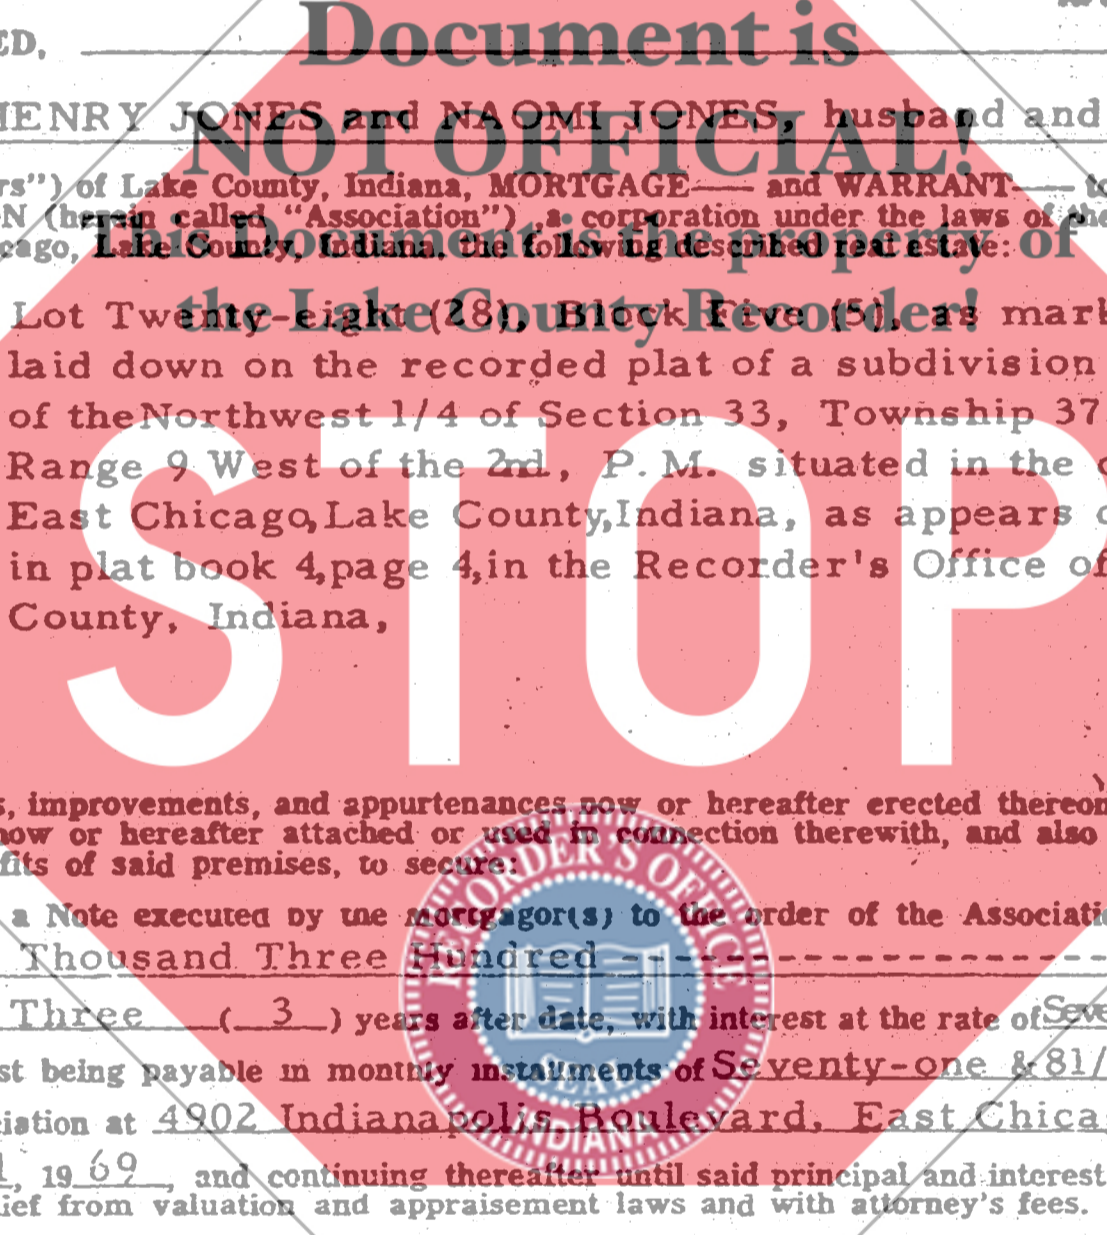 Document is
ED,
HENRY JONES and NAOMI JONES, husband and
NOT OFFICIAL!
rs") of Lake County, Indiana, MORTGAGE— and WARRANT— to
N (herein called "Association"), a corporation under the laws of the
This Document is the property of
cago, Lake County, Indiana, the following described real estate:
the Lake County Recorder!
Lot Twenty-eight (28), Block Five (5), as mark
laid down on the recorded plat of a subdivision
of theNorthwest 1/4 of Section 33, Township 37
Range 9 West of the 2nd, P.M. situated in the
East Chicago,Lake County,Indiana, as appears
in plat book 4,page 4,in the Recorder's Office of
County, Indiana,
STOP
s, improvements, and appurtenances now or hereafter erected thereon
now or hereafter attached or used in connection therewith, and also
fits of said premises, to secure:
a Note executed by the mortgagor(s) to the order of the Associati
Thousand Three Hundred --------------------
Three (3) years after date, with interest at the rate of Seve
st being payable in monthly installments of Seventy-one &81/
iation at 4902 Indianapolis Boulevard, East Chica
1, 1969, and continuing thereafter until said principal and interest
ief from valuation and appraisement laws and with attorney's fees.
RECORDER'S OFFICE
SEAL
INDIANA